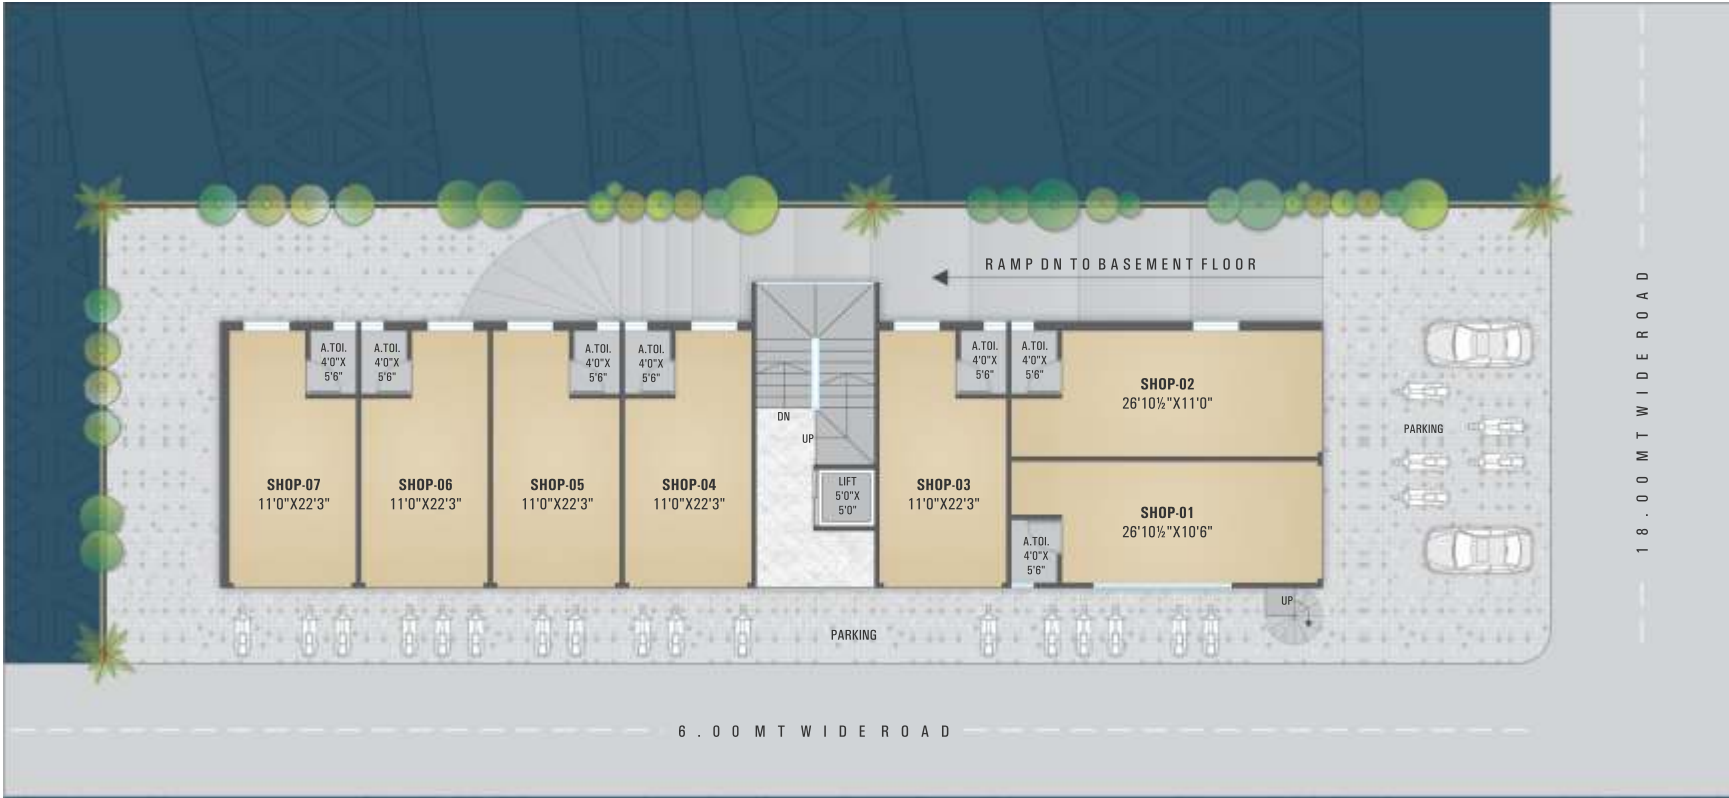 RAMP DN TO BASEMENT FLOOR
18.00 MT WIDE ROAD
A.TOI.
4'0"X
5'6"
A.TOI.
4'0"X
5'6"
A.TOI.
4'0"X
5'6"
A.TOI.
4'0"X
5'6"
A.TOI.
4'0"X
5'6"
A.TOI.
4'0"X
5'6"
SHOP-02
26'10½"X11'0"
DN
UP
PARKING
SHOP-07
11'0"X22'3"
SHOP-06
11'0"X22'3"
SHOP-05
11'0"X22'3"
SHOP-04
11'0"X22'3"
LIFT
5'0"X
5'0"
SHOP-03
11'0"X22'3"
SHOP-01
26'10½"X10'6"
A.TOI.
4'0"X
5'6"
UP
PARKING
6.00 MT WIDE ROAD